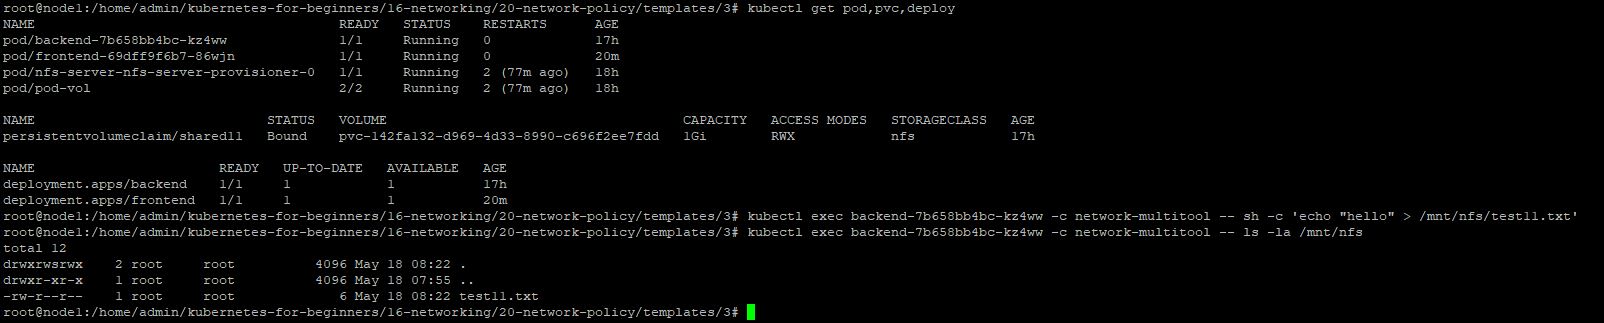 root@node1:/home/admin/kubernetes-for-beginners/16-networking/20-network-policy/templates/3# kubectl get pod,pvc,deploy
NAME READY STATUS RESTARTS AGE
pod/backend-7b658bb4bc-kz4ww 1/1 Running 0 17h
pod/frontend-69dff9f6b7-86wjn 1/1 Running 0 20m
pod/nfs-server-nfs-server-provisioner-0 1/1 Running 2 (77m ago) 18h
pod/pod-vol 2/2 Running 2 (77m ago) 18h
NAME STATUS VOLUME CAPACITY ACCESS MODES STORAGECLASS AGE
persistentvolumeclaim/shared11 Bound pvc-142fa132-d969-4d33-8990-c696f2ee7fdd 1Gi RWX nfs 17h
NAME READY UP-TO-DATE AVAILABLE AGE
deployment.apps/backend 1/1 1 1 17h
deployment.apps/frontend 1/1 1 1 20m
root@node1:/home/admin/kubernetes-for-beginners/16-networking/20-network-policy/templates/3# kubectl exec backend-7b658bb4bc-kz4ww -c network-multitool -- sh -c 'echo "hello" > /mnt/nfs/test11.txt'
root@node1:/home/admin/kubernetes-for-beginners/16-networking/20-network-policy/templates/3# kubectl exec backend-7b658bb4bc-kz4ww -c network-multitool -- ls -la /mnt/nfs
total 12
drwxrwsrwx 2 root root 4096 May 18 08:22 .
drwxr-xr-x 1 root root 4096 May 18 07:55 ..
-rw-r--r-- 1 root root 6 May 18 08:22 test11.txt
root@node1:/home/admin/kubernetes-for-beginners/16-networking/20-network-policy/templates/3#